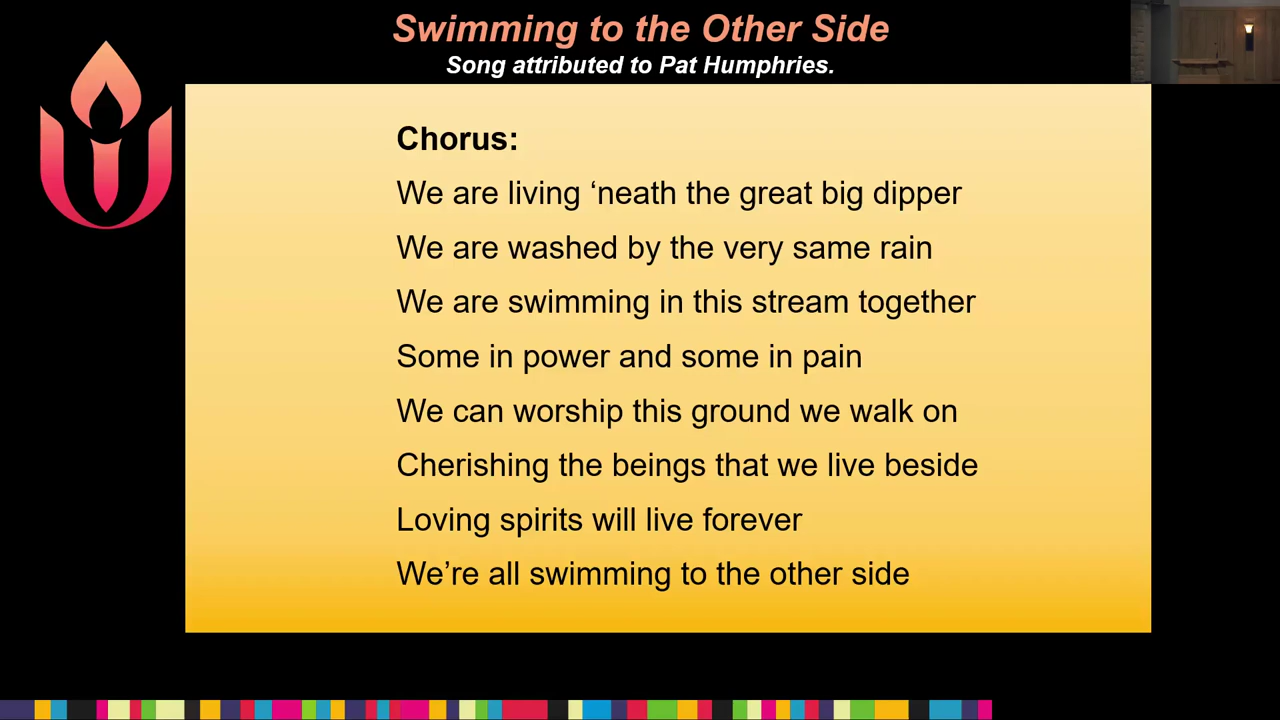 Swimming to the Other Side
Song attributed to Pat Humphries.
Chorus:
We are living ‘neath the great big dipper
We are washed by the very same rain
We are swimming in this stream together
Some in power and some in pain
We can worship this ground we walk on
Cherishing the beings that we live beside
Loving spirits will live forever
We’re all swimming to the other side